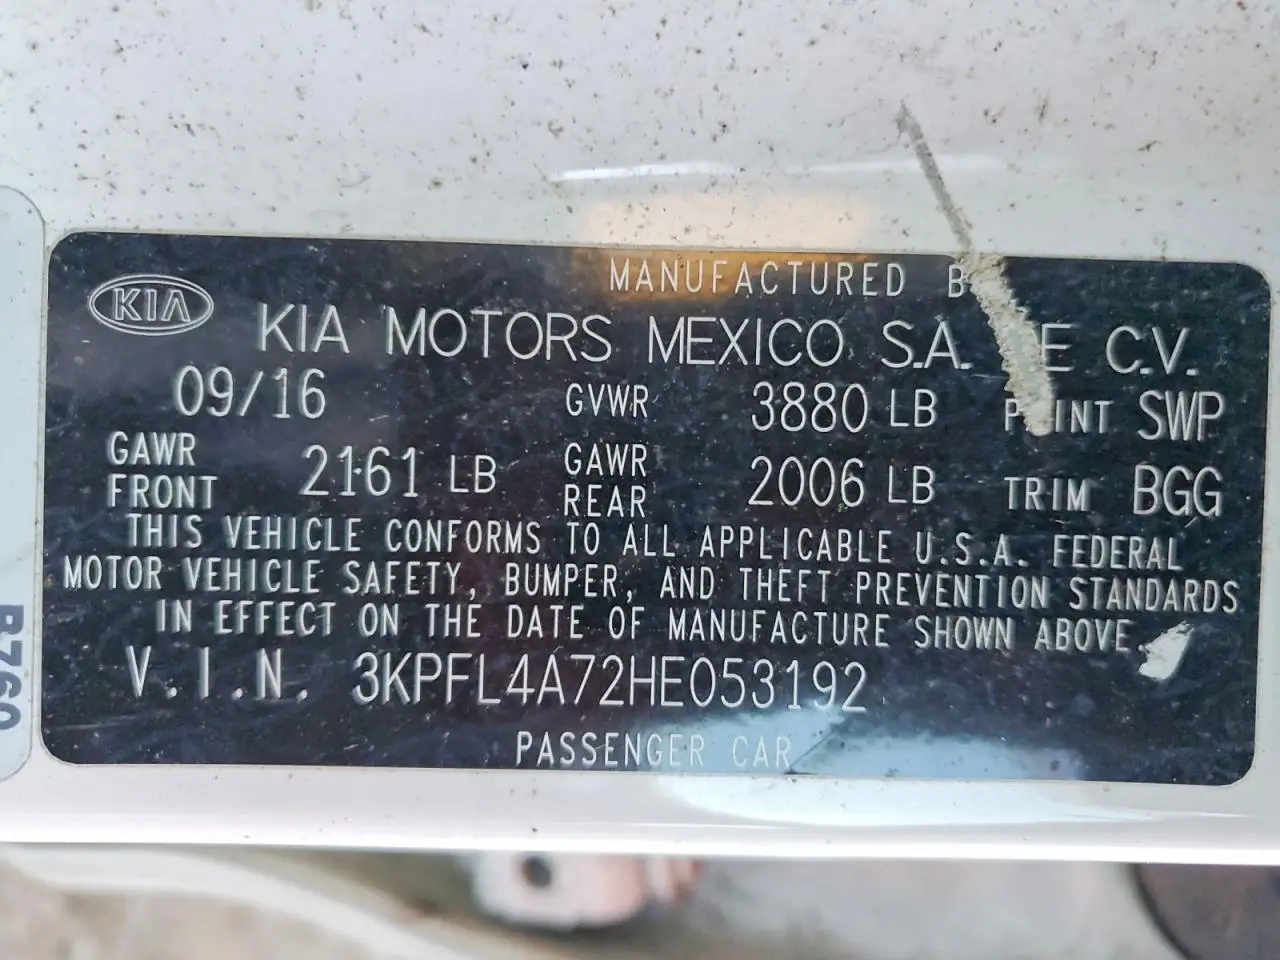 MANUFACTURED B
KIA
KIA MOTORS MEXICO S.A. E C.V.
09/16 GVWR 3880 LB PAINT SWP
GAWR FRONT 2161 LB GAWR REAR 2006 LB TRIM BGG
THIS VEHICLE CONFORMS TO ALL APPLICABLE U.S.A. FEDERAL
MOTOR VEHICLE SAFETY, BUMPER, AND THEFT PREVENTION STANDARDS
IN EFFECT ON THE DATE OF MANUFACTURE SHOWN ABOVE.
V.I.N. 3KPFL4A72HE053192
PASSENGER CAR